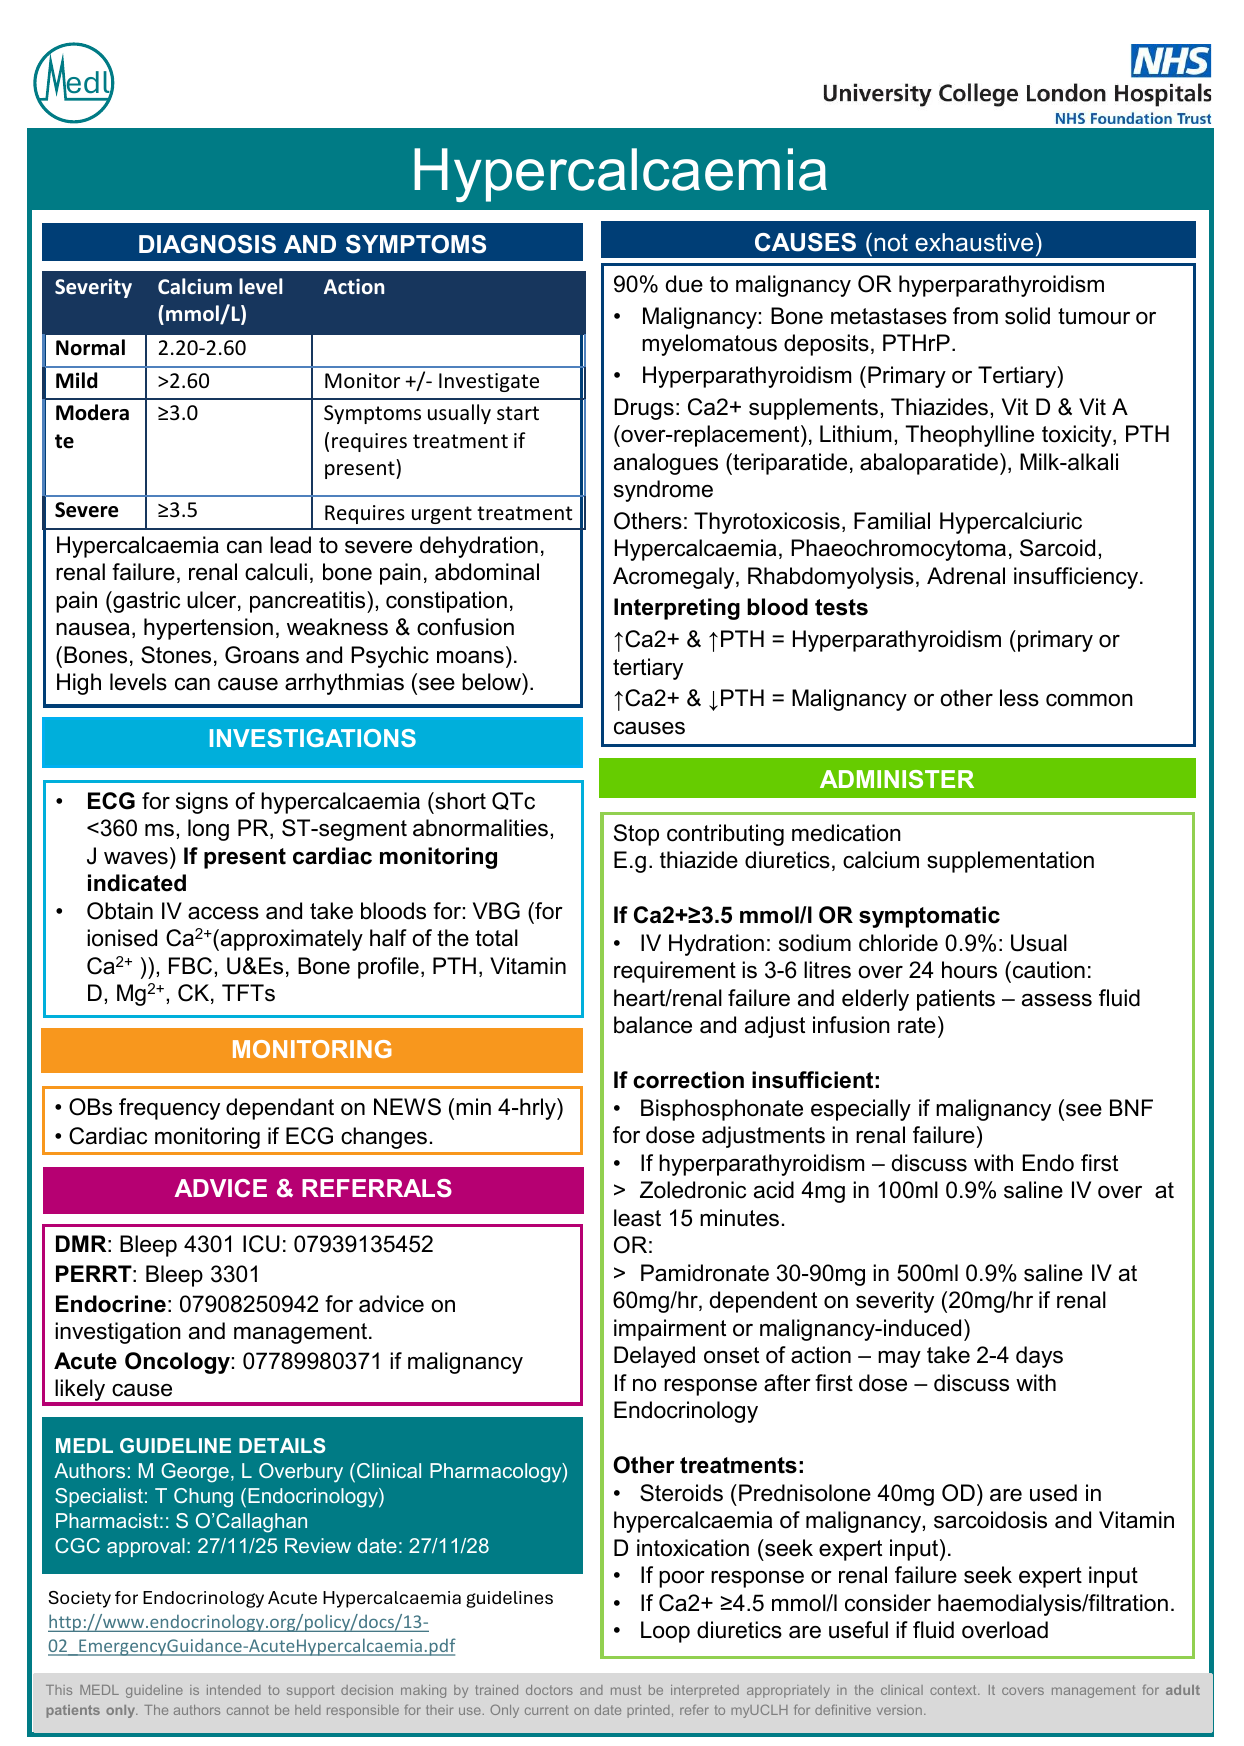 Medl
NHS
University College London Hospitals
NHS Foundation Trust
Hypercalcaemia
DIAGNOSIS AND SYMPTOMS
Severity Calcium level Action
(mmol/L)
Normal 2.20-2.60
Mild >2.60 Monitor +/- Investigate
Modera ≥3.0 Symptoms usually start
te (requires treatment if
present)
Severe ≥3.5 Requires urgent treatment
Hypercalcaemia can lead to severe dehydration,
renal failure, renal calculi, bone pain, abdominal
pain (gastric ulcer, pancreatitis), constipation,
nausea, hypertension, weakness & confusion
(Bones, Stones, Groans and Psychic moans).
High levels can cause arrhythmias (see below).
INVESTIGATIONS
• ECG for signs of hypercalcaemia (short QTc
<360 ms, long PR, ST-segment abnormalities,
J waves) If present cardiac monitoring
indicated
• Obtain IV access and take bloods for: VBG (for
ionised Ca2+(approximately half of the total
Ca2+ )), FBC, U&Es, Bone profile, PTH, Vitamin
D, Mg2+, CK, TFTs
MONITORING
• OBs frequency dependant on NEWS (min 4-hrly)
• Cardiac monitoring if ECG changes.
ADVICE & REFERRALS
DMR: Bleep 4301 ICU: 07939135452
PERRT: Bleep 3301
Endocrine: 07908250942 for advice on
investigation and management.
Acute Oncology: 07789980371 if malignancy
likely cause
MEDL GUIDELINE DETAILS
Authors: M George, L Overbury (Clinical Pharmacology)
Specialist: T Chung (Endocrinology)
Pharmacist:: S O’Callaghan
CGC approval: 27/11/25 Review date: 27/11/28
Society for Endocrinology Acute Hypercalcaemia guidelines
http://www.endocrinology.org/policy/docs/13-
02_EmergencyGuidance-AcuteHypercalcaemia.pdf
CAUSES (not exhaustive)
90% due to malignancy OR hyperparathyroidism
• Malignancy: Bone metastases from solid tumour or
myelomatous deposits, PTHrP.
• Hyperparathyroidism (Primary or Tertiary)
Drugs: Ca2+ supplements, Thiazides, Vit D & Vit A
(over-replacement), Lithium, Theophylline toxicity, PTH
analogues (teriparatide, abaloparatide), Milk-alkali
syndrome
Others: Thyrotoxicosis, Familial Hypercalciuric
Hypercalcaemia, Phaeochromocytoma, Sarcoid,
Acromegaly, Rhabdomyolysis, Adrenal insufficiency.
Interpreting blood tests
↑Ca2+ & ↑PTH = Hyperparathyroidism (primary or
tertiary
↑Ca2+ & ↓PTH = Malignancy or other less common
causes
ADMINISTER
Stop contributing medication
E.g. thiazide diuretics, calcium supplementation
If Ca2+≥3.5 mmol/l OR symptomatic
• IV Hydration: sodium chloride 0.9%: Usual
requirement is 3-6 litres over 24 hours (caution:
heart/renal failure and elderly patients – assess fluid
balance and adjust infusion rate)
If correction insufficient:
• Bisphosphonate especially if malignancy (see BNF
for dose adjustments in renal failure)
• If hyperparathyroidism – discuss with Endo first
> Zoledronic acid 4mg in 100ml 0.9% saline IV over at
least 15 minutes.
OR:
> Pamidronate 30-90mg in 500ml 0.9% saline IV at
60mg/hr, dependent on severity (20mg/hr if renal
impairment or malignancy-induced)
Delayed onset of action – may take 2-4 days
If no response after first dose – discuss with
Endocrinology
Other treatments:
• Steroids (Prednisolone 40mg OD) are used in
hypercalcaemia of malignancy, sarcoidosis and Vitamin
D intoxication (seek expert input).
• If poor response or renal failure seek expert input
• If Ca2+ ≥4.5 mmol/l consider haemodialysis/filtration.
• Loop diuretics are useful if fluid overload
This MEDL guideline is intended to support decision making by trained doctors and must be interpreted appropriately in the clinical context. It covers management for adult
patients only. The authors cannot be held responsible for their use. Only current on date printed, refer to myUCLH for definitive version.